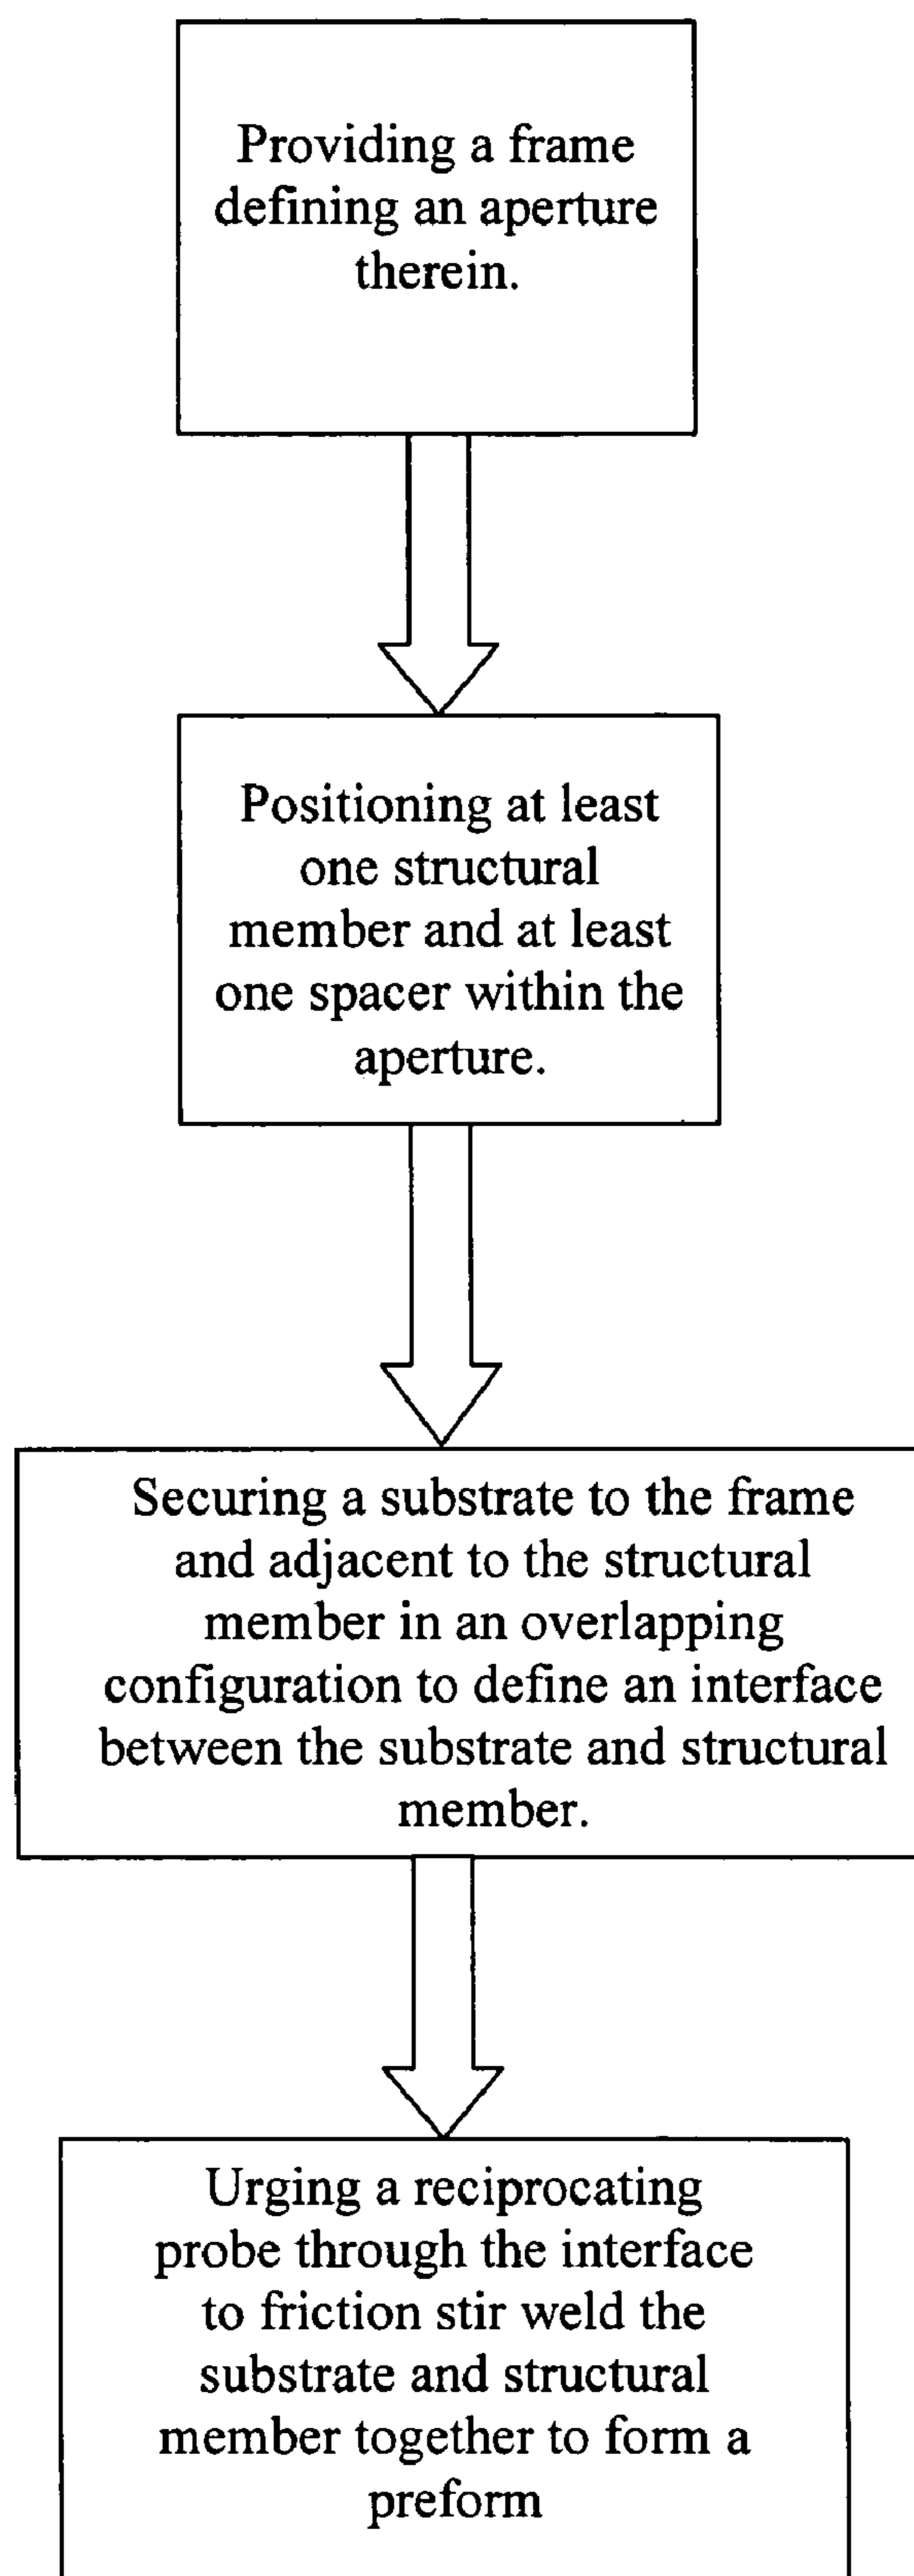 Providing a frame
defining an aperture
therein.
Positioning at least
one structural
member and at least
one spacer within the
aperture.
Securing a substrate to the frame
and adjacent to the structural
member in an overlapping
configuration to define an interface
between the substrate and structural
member.
Urging a reciprocating
probe through the interface
to friction stir weld the
substrate and structural
member together to form a
preform